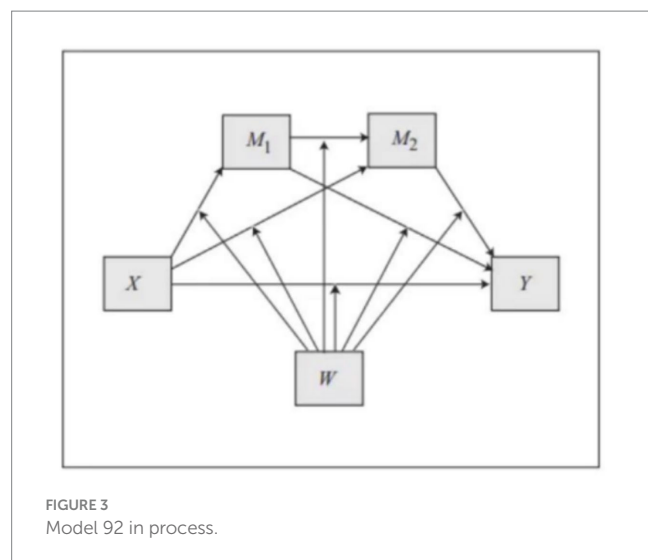 M₁
M₂
X
Y
W
FIGURE 3
Model 92 in process.